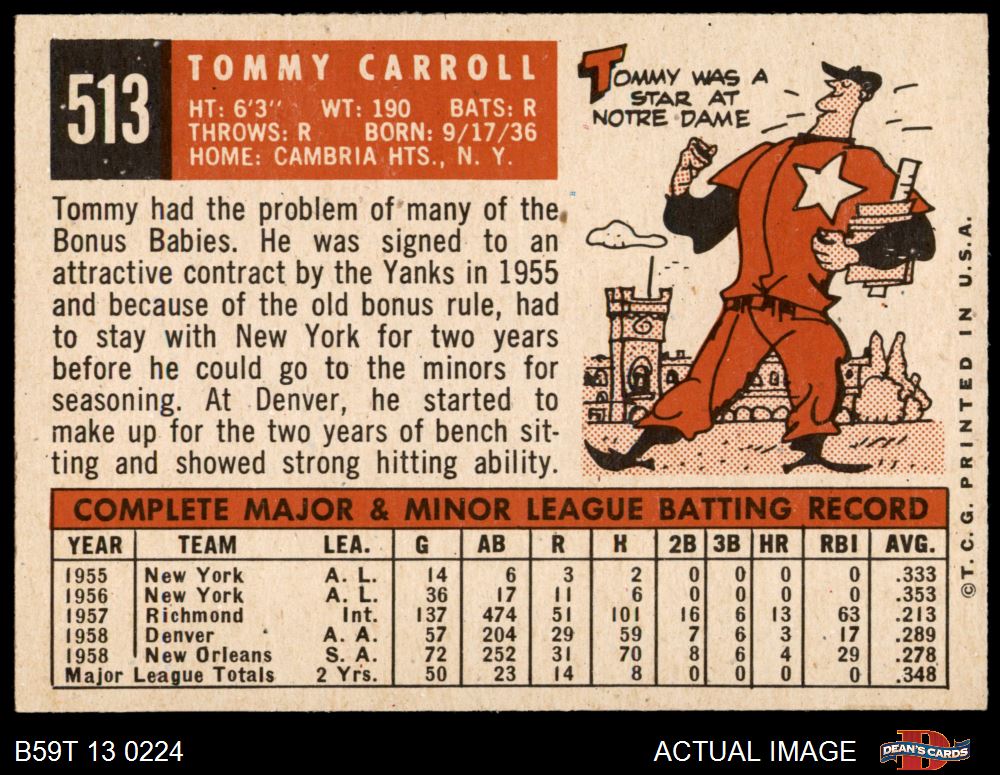 513
TOMMY CARROLL
HT: 6'3" WT: 190 BATS: R
THROWS: R BORN: 9/17/36
HOME: CAMBRIA HTS., N. Y.
TOMMY WAS A
STAR AT
NOTRE DAME
Tommy had the problem of many of the
Bonus Babies. He was signed to an
attractive contract by the Yanks in 1955
and because of the old bonus rule, had
to stay with New York for two years
before he could go to the minors for
seasoning. At Denver, he started to
make up for the two years of bench sit-
ting and showed strong hitting ability.
COMPLETE MAJOR & MINOR LEAGUE BATTING RECORD
YEAR TEAM LEA. G AB R H 2B 3B HR RBI AVG.
1955 New York A. L. 14 6 3 2 0 0 0 0 .333
1956 New York A. L. 36 17 11 6 0 0 0 0 .353
1957 Richmond Int. 137 474 51 101 16 6 13 63 .213
1958 Denver A. A. 57 204 29 59 7 6 3 17 .289
1958 New Orleans S. A. 72 252 31 70 8 6 4 29 .278
Major League Totals 2 Yrs. 50 23 14 8 0 0 0 0 .348
©T. C. G. PRINTED IN U.S.A.
B59T 13 0224
ACTUAL IMAGE
D
DEAN'S CARDS